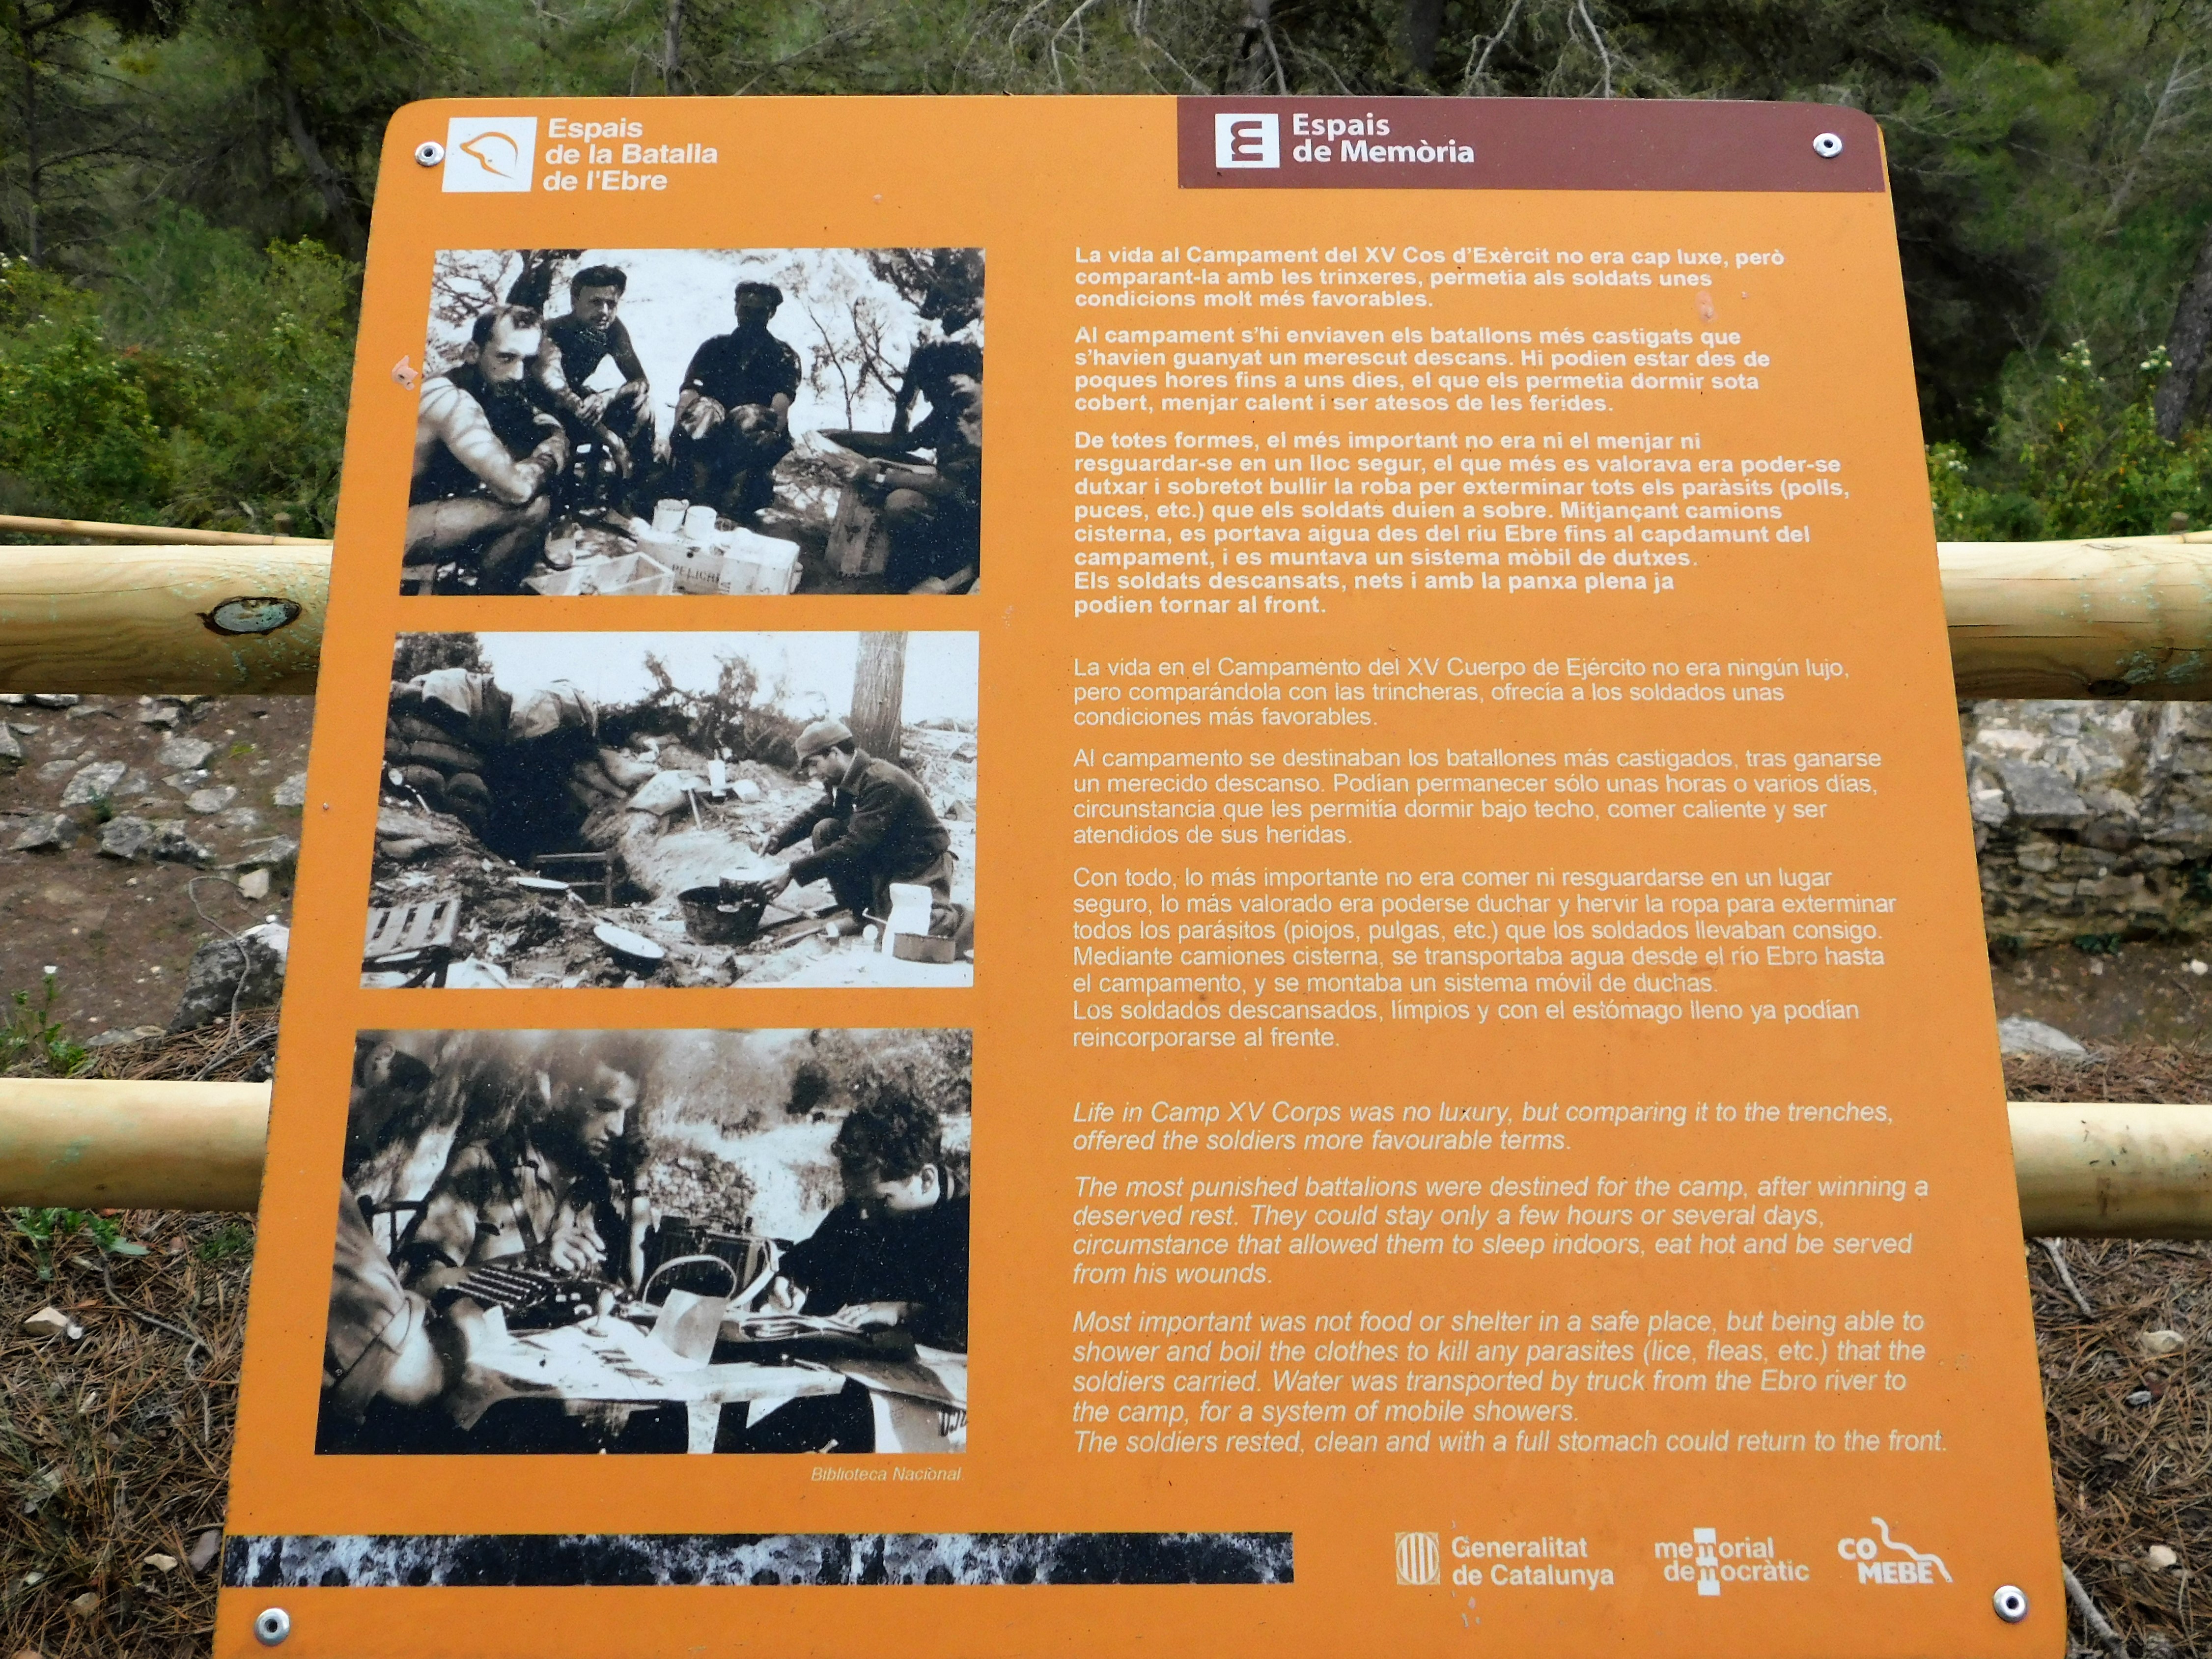 Espais
de la Batalla
de l'Ebre
Espais
de Memòria
PELIGR
La vida al Campament del XV Cos d'Exèrcit no era cap luxe, però
comparant-la amb les trinxeres, permetia als soldats unes
condicions molt més favorables.
Al campament s'hi enviaven els batallons més castigats que
s'havien guanyat un merescut descans. Hi podien estar des de
poques hores fins a uns dies, el que els permetia dormir sota
cobert, menjar calent i ser atesos de les ferides.
De totes formes, el més important no era ni el menjar ni
resguardar-se en un lloc segur, el que més es valorava era poder-se
dutxar i sobretot bullir la roba per exterminar tots els paràsits (polls,
puces, etc.) que els soldats duien a sobre. Mitjançant camions
cisterna, es portava aigua des del riu Ebre fins al capdamunt del
campament, i es muntava un sistema mòbil de dutxes.
Els soldats descansats, nets i amb la panxa plena ja
podien tornar al front.
La vida en el Campamento del XV Cuerpo de Ejército no era ningún lujo,
pero comparándola con las trincheras, ofrecía a los soldados unas
condiciones más favorables.
Al campamento se destinaban los batallones más castigados, tras ganarse
un merecido descanso. Podían permanecer sólo unas horas o varios días,
circunstancia que les permitía dormir bajo techo, comer caliente y ser
atendidos de sus heridas.
Con todo, lo más importante no era comer ni resguardarse en un lugar
seguro, lo más valorado era poderse duchar y hervir la ropa para exterminar
todos los parásitos (piojos, pulgas, etc.) que los soldados llevaban consigo.
Mediante camiones cisterna, se transportaba agua desde el río Ebro hasta
el campamento, y se montaba un sistema móvil de duchas.
Los soldados descansados, límpios y con el estómago lleno ya podían
reincorporarse al frente.
Life in Camp XV Corps was no luxury, but comparing it to the trenches,
offered the soldiers more favourable terms.
The most punished battalions were destined for the camp, after winning a
deserved rest. They could stay only a few hours or several days,
circumstance that allowed them to sleep indoors, eat hot and be served
from his wounds.
Most important was not food or shelter in a safe place, but being able to
shower and boil the clothes to kill any parasites (lice, fleas, etc.) that the
soldiers carried. Water was transported by truck from the Ebro river to
the camp, for a system of mobile showers.
The soldiers rested, clean and with a full stomach could return to the front.
Biblioteca Nacional.
Generalitat
de Catalunya
memorial
democràtic
CO
MEBE